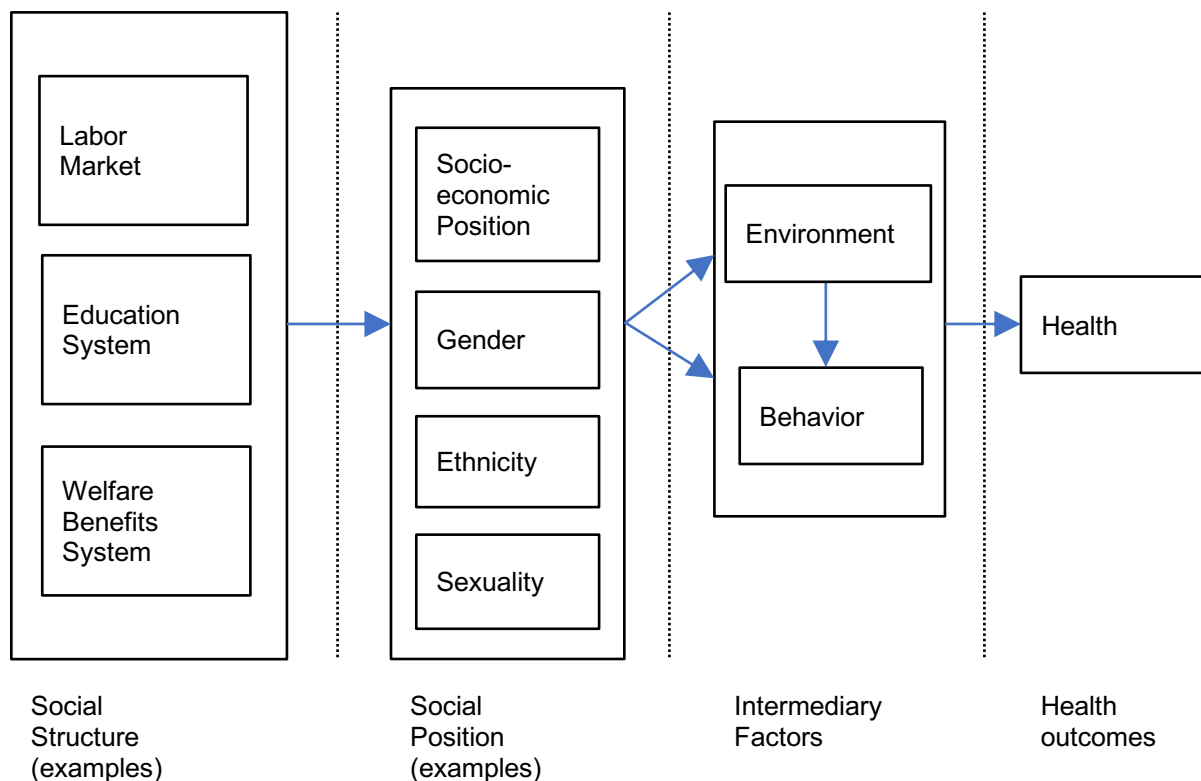 Labor
Market
Education
System
Welfare
Benefits
System
Socio-
economic
Position
Gender
Ethnicity
Sexuality
Environment
Behavior
Health
Social
Structure
(examples)
Social
Position
(examples)
Intermediary
Factors
Health
outcomes